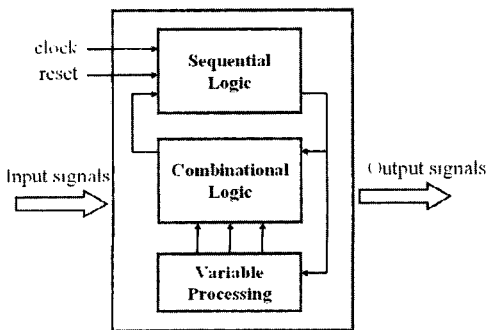 clock
reset
Sequential
Logic
Input signals
Combinational
Logic
Output signals
Variable
Processing